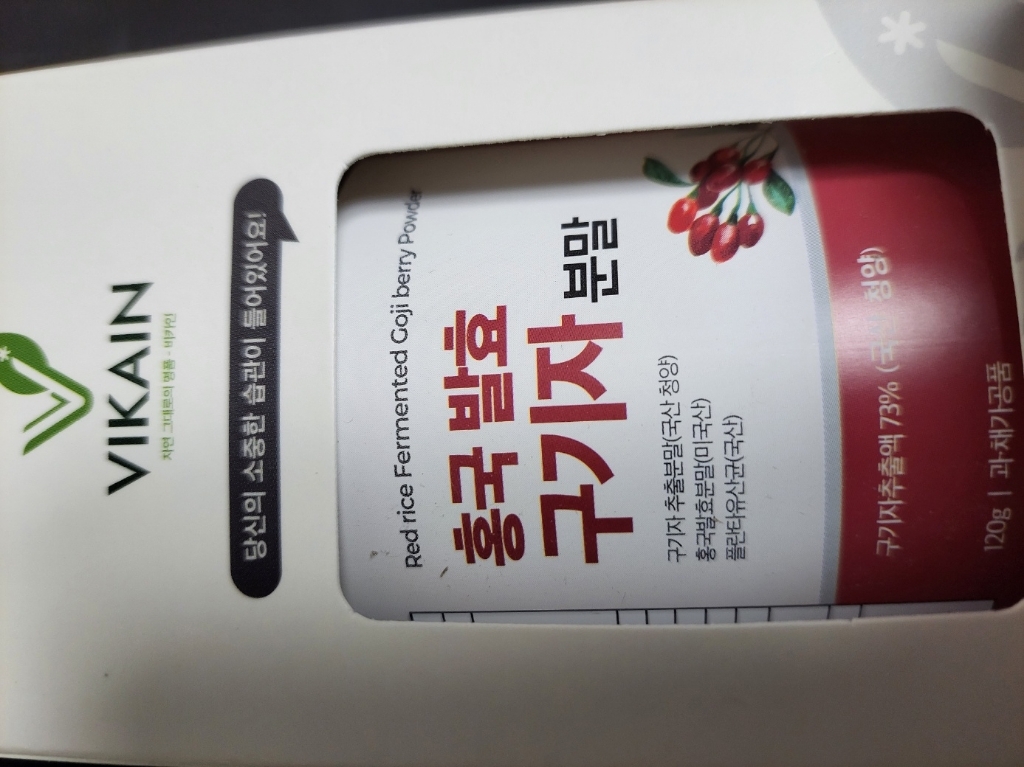 VIKAIN
자연 그대로의 명품 - 비카인
당신의 소중한 습관이 들어있어요!
Red rice Fermented Goji berry Powder
홍국 발효
구기자 분말
구기자 추출분말(국산 청양)
홍국발효분말(미국산)
플란타유산균(국산)
구기자추출액 73% (국산 청양)
120g | 과·채가공품